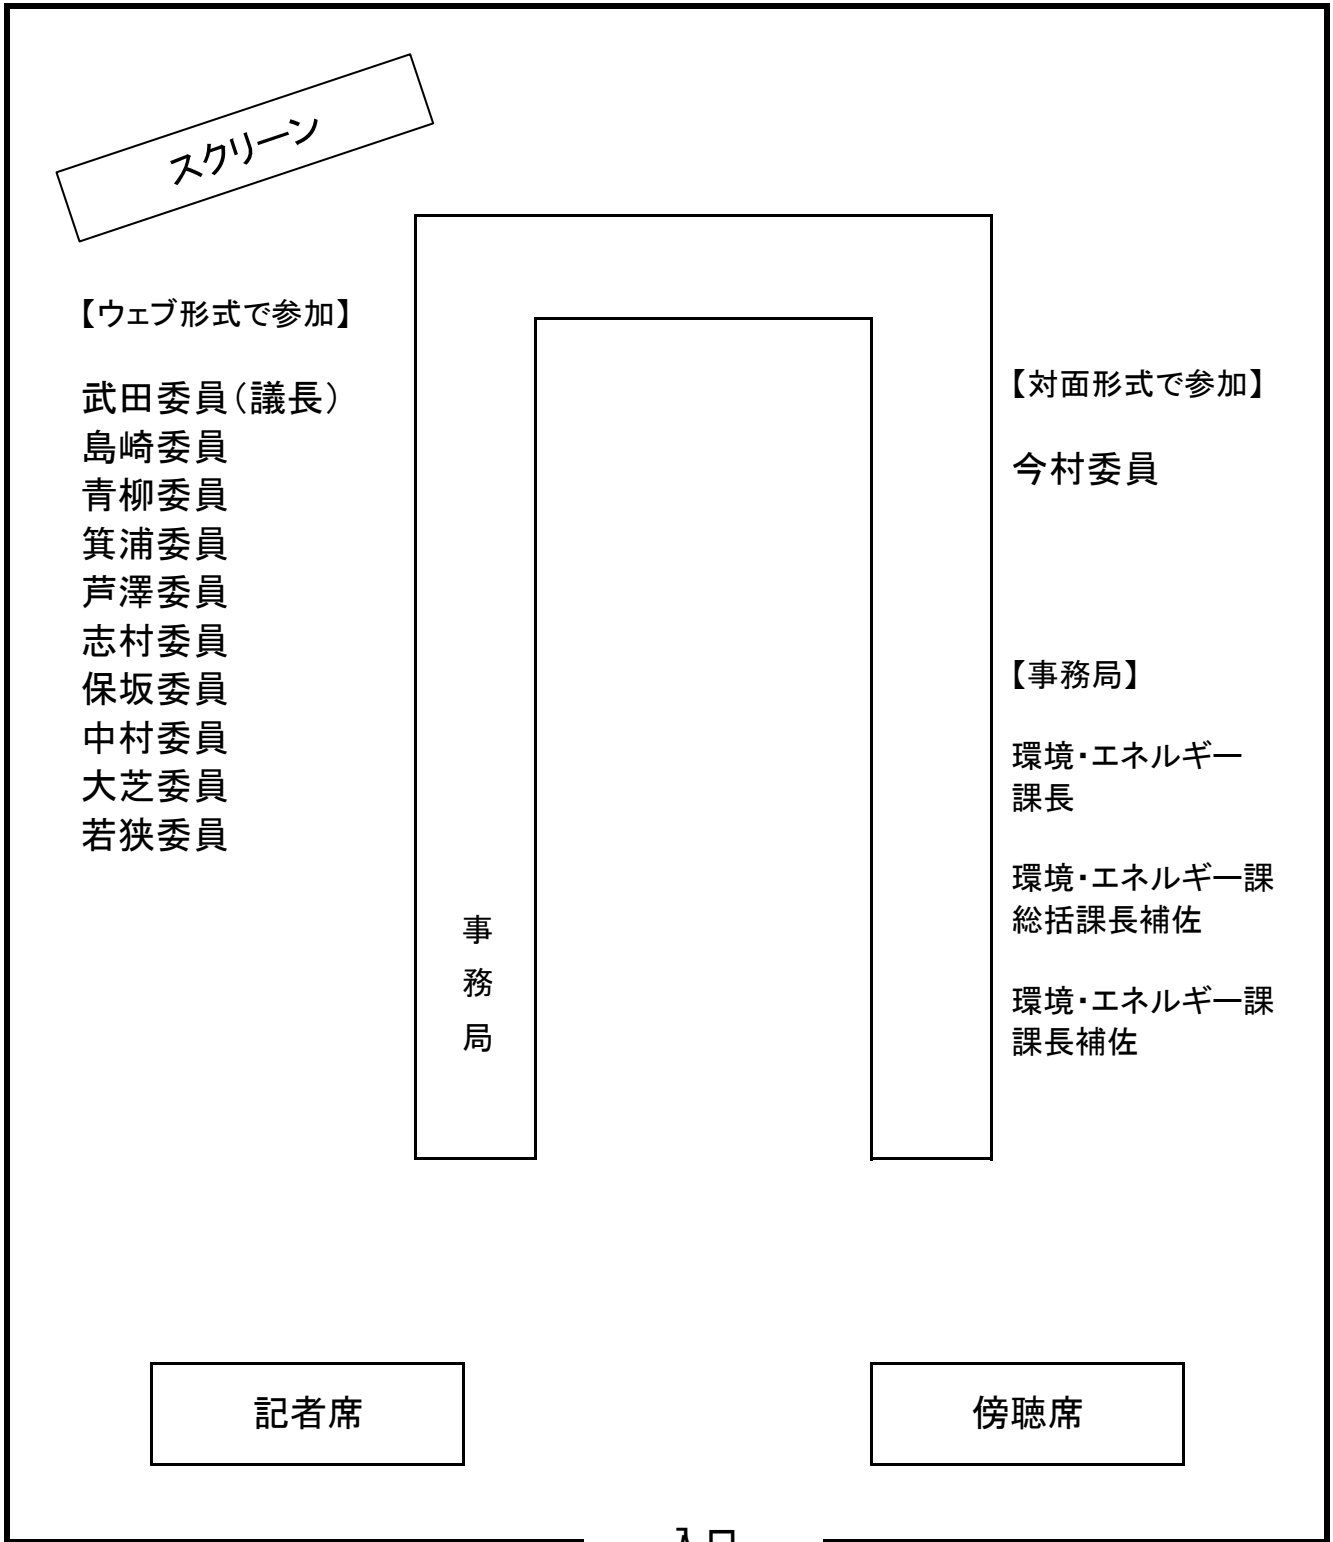 スクリーン
【ウェブ形式で参加】
武田委員（議長）
島崎委員
青柳委員
箕浦委員
芦澤委員
志村委員
保坂委員
中村委員
大芝委員
若狭委員
事
務
局
【対面形式で参加】
今村委員
【事務局】
環境・エネルギー
課長
環境・エネルギー課
総括課長補佐
環境・エネルギー課
課長補佐
記者席
傍聴席
入口